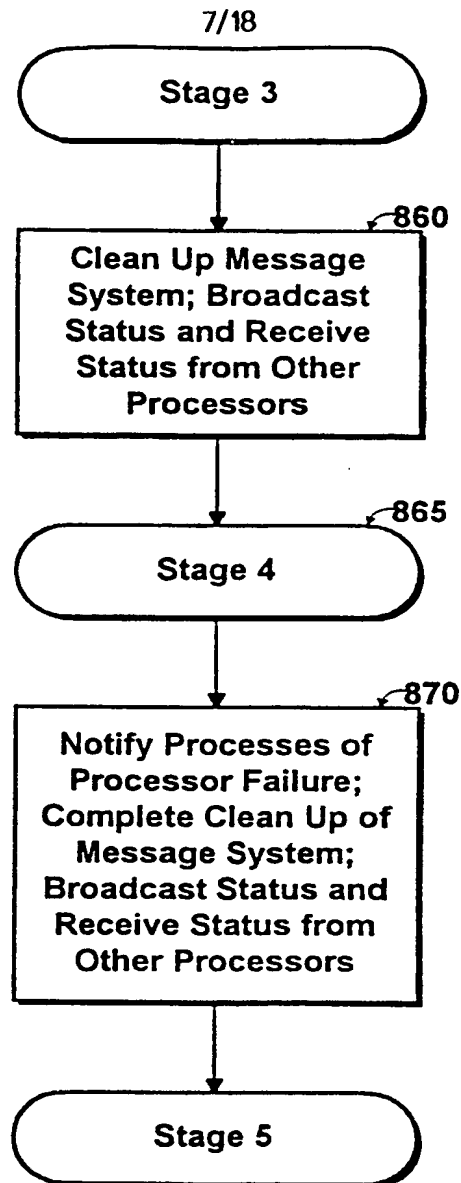 7/18
Stage 3
860
Clean Up Message
System; Broadcast
Status and Receive
Status from Other
Processors
865
Stage 4
870
Notify Processes of
Processor Failure;
Complete Clean Up of
Message System;
Broadcast Status and
Receive Status from
Other Processors
Stage 5